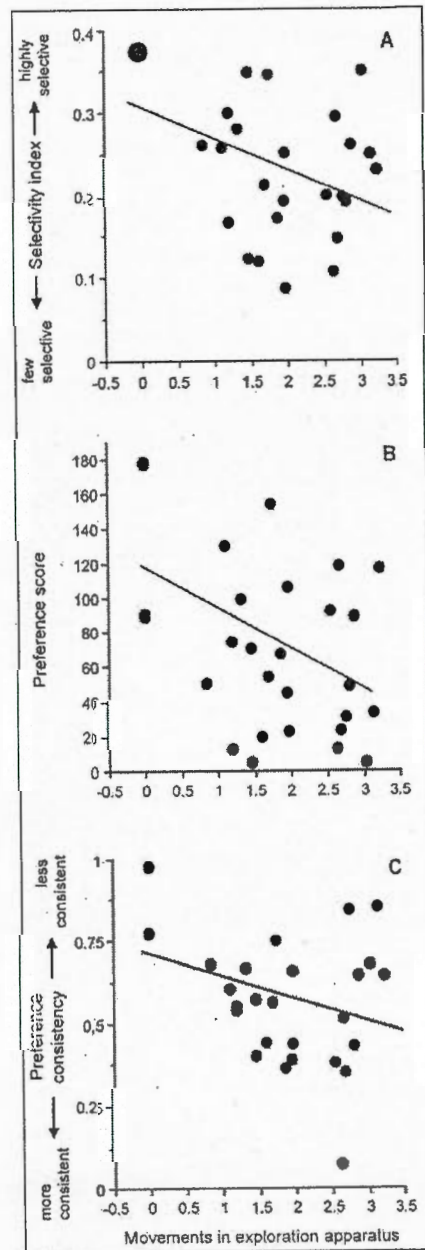 A
highly
selective
Selectivity index
few
selective
0.4
0.3
0.2
0.1
0
-0.5 0 0.5 1 1.5 2 2.5 3 3.5
B
Preference score
180
160
140
120
100
80
60
40
20
0
-0.5 0 0.5 1 1.5 2 2.5 3 3.5
C
less
consistent
Preference
consistency
more
consistent
1
0.75
0.5
0.25
0
-0.5 0 0.5 1 1.5 2 2.5 3 3.5
Movements in exploration apparatus